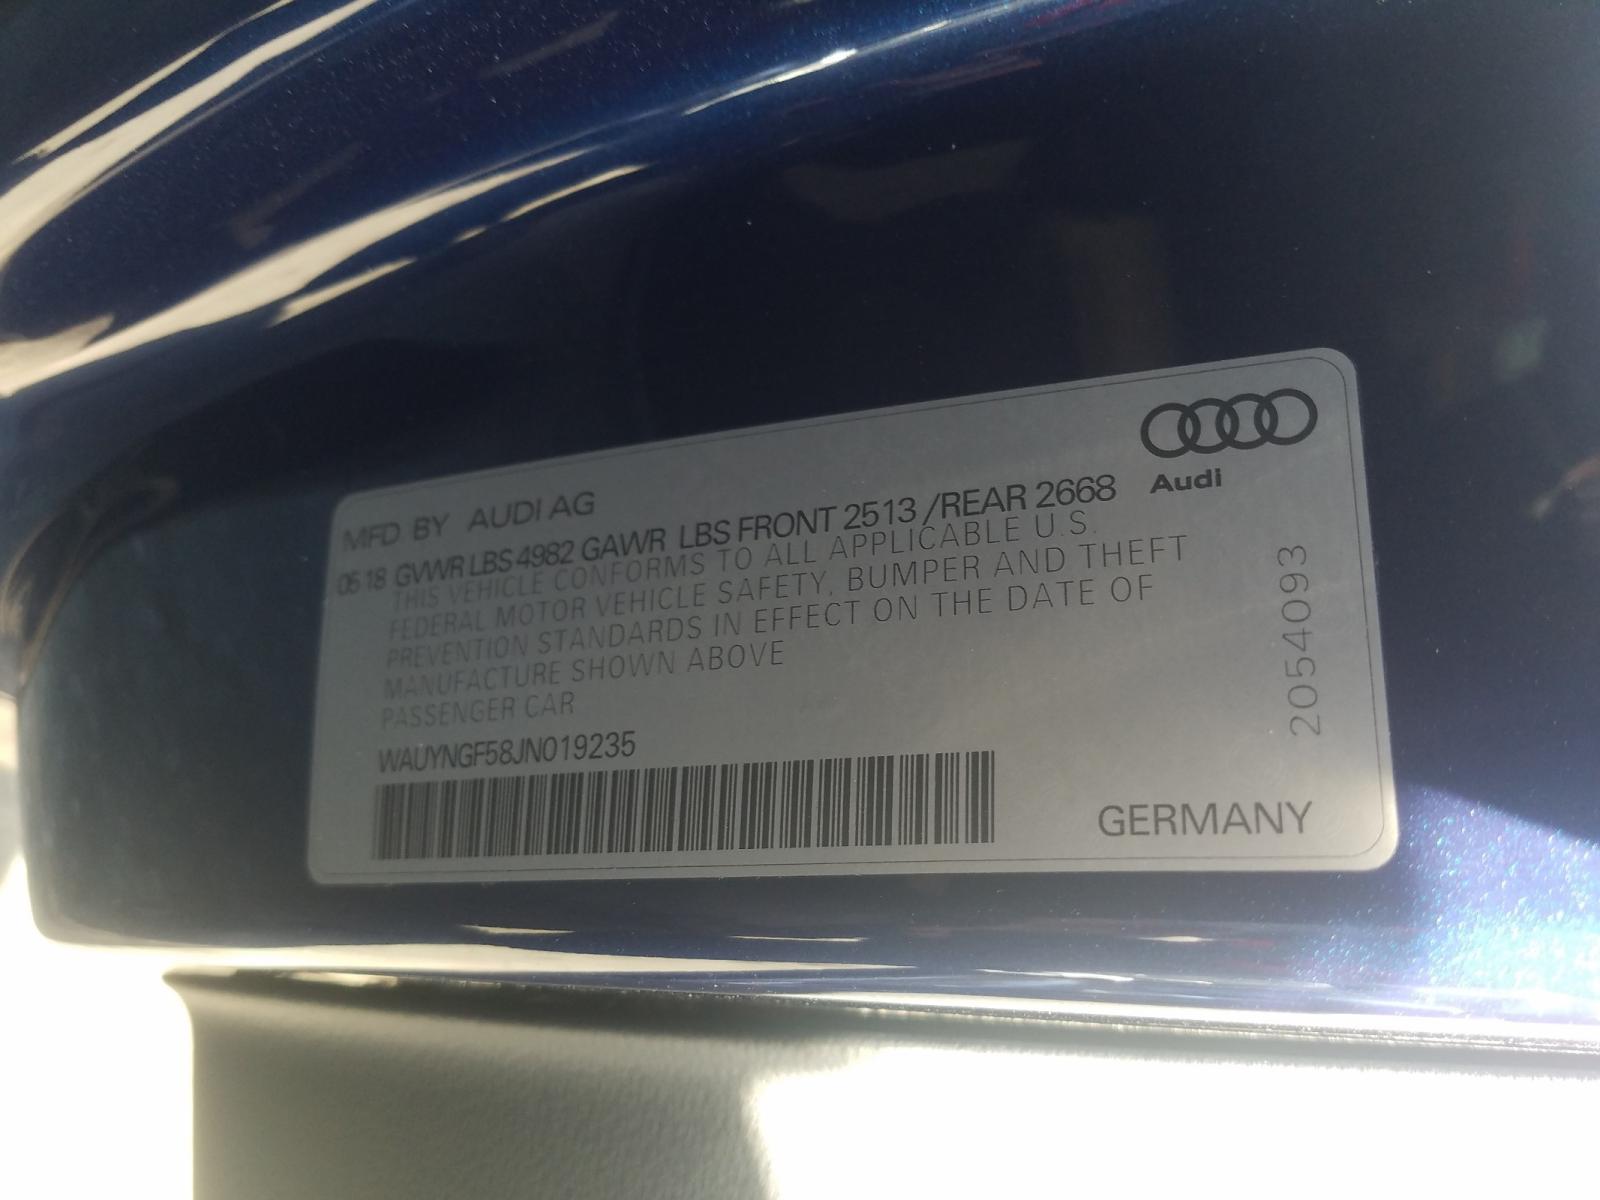 MFD BY AUDI AG
05 18 GVWR LBS 4982 GAWR LBS FRONT 2513 /REAR 2668
THIS VEHICLE CONFORMS TO ALL APPLICABLE U.S.
FEDERAL MOTOR VEHICLE SAFETY, BUMPER AND THEFT
PREVENTION STANDARDS IN EFFECT ON THE DATE OF
MANUFACTURE SHOWN ABOVE
PASSENGER CAR
WAUYNGF58JN019235
Audi
2054093
GERMANY